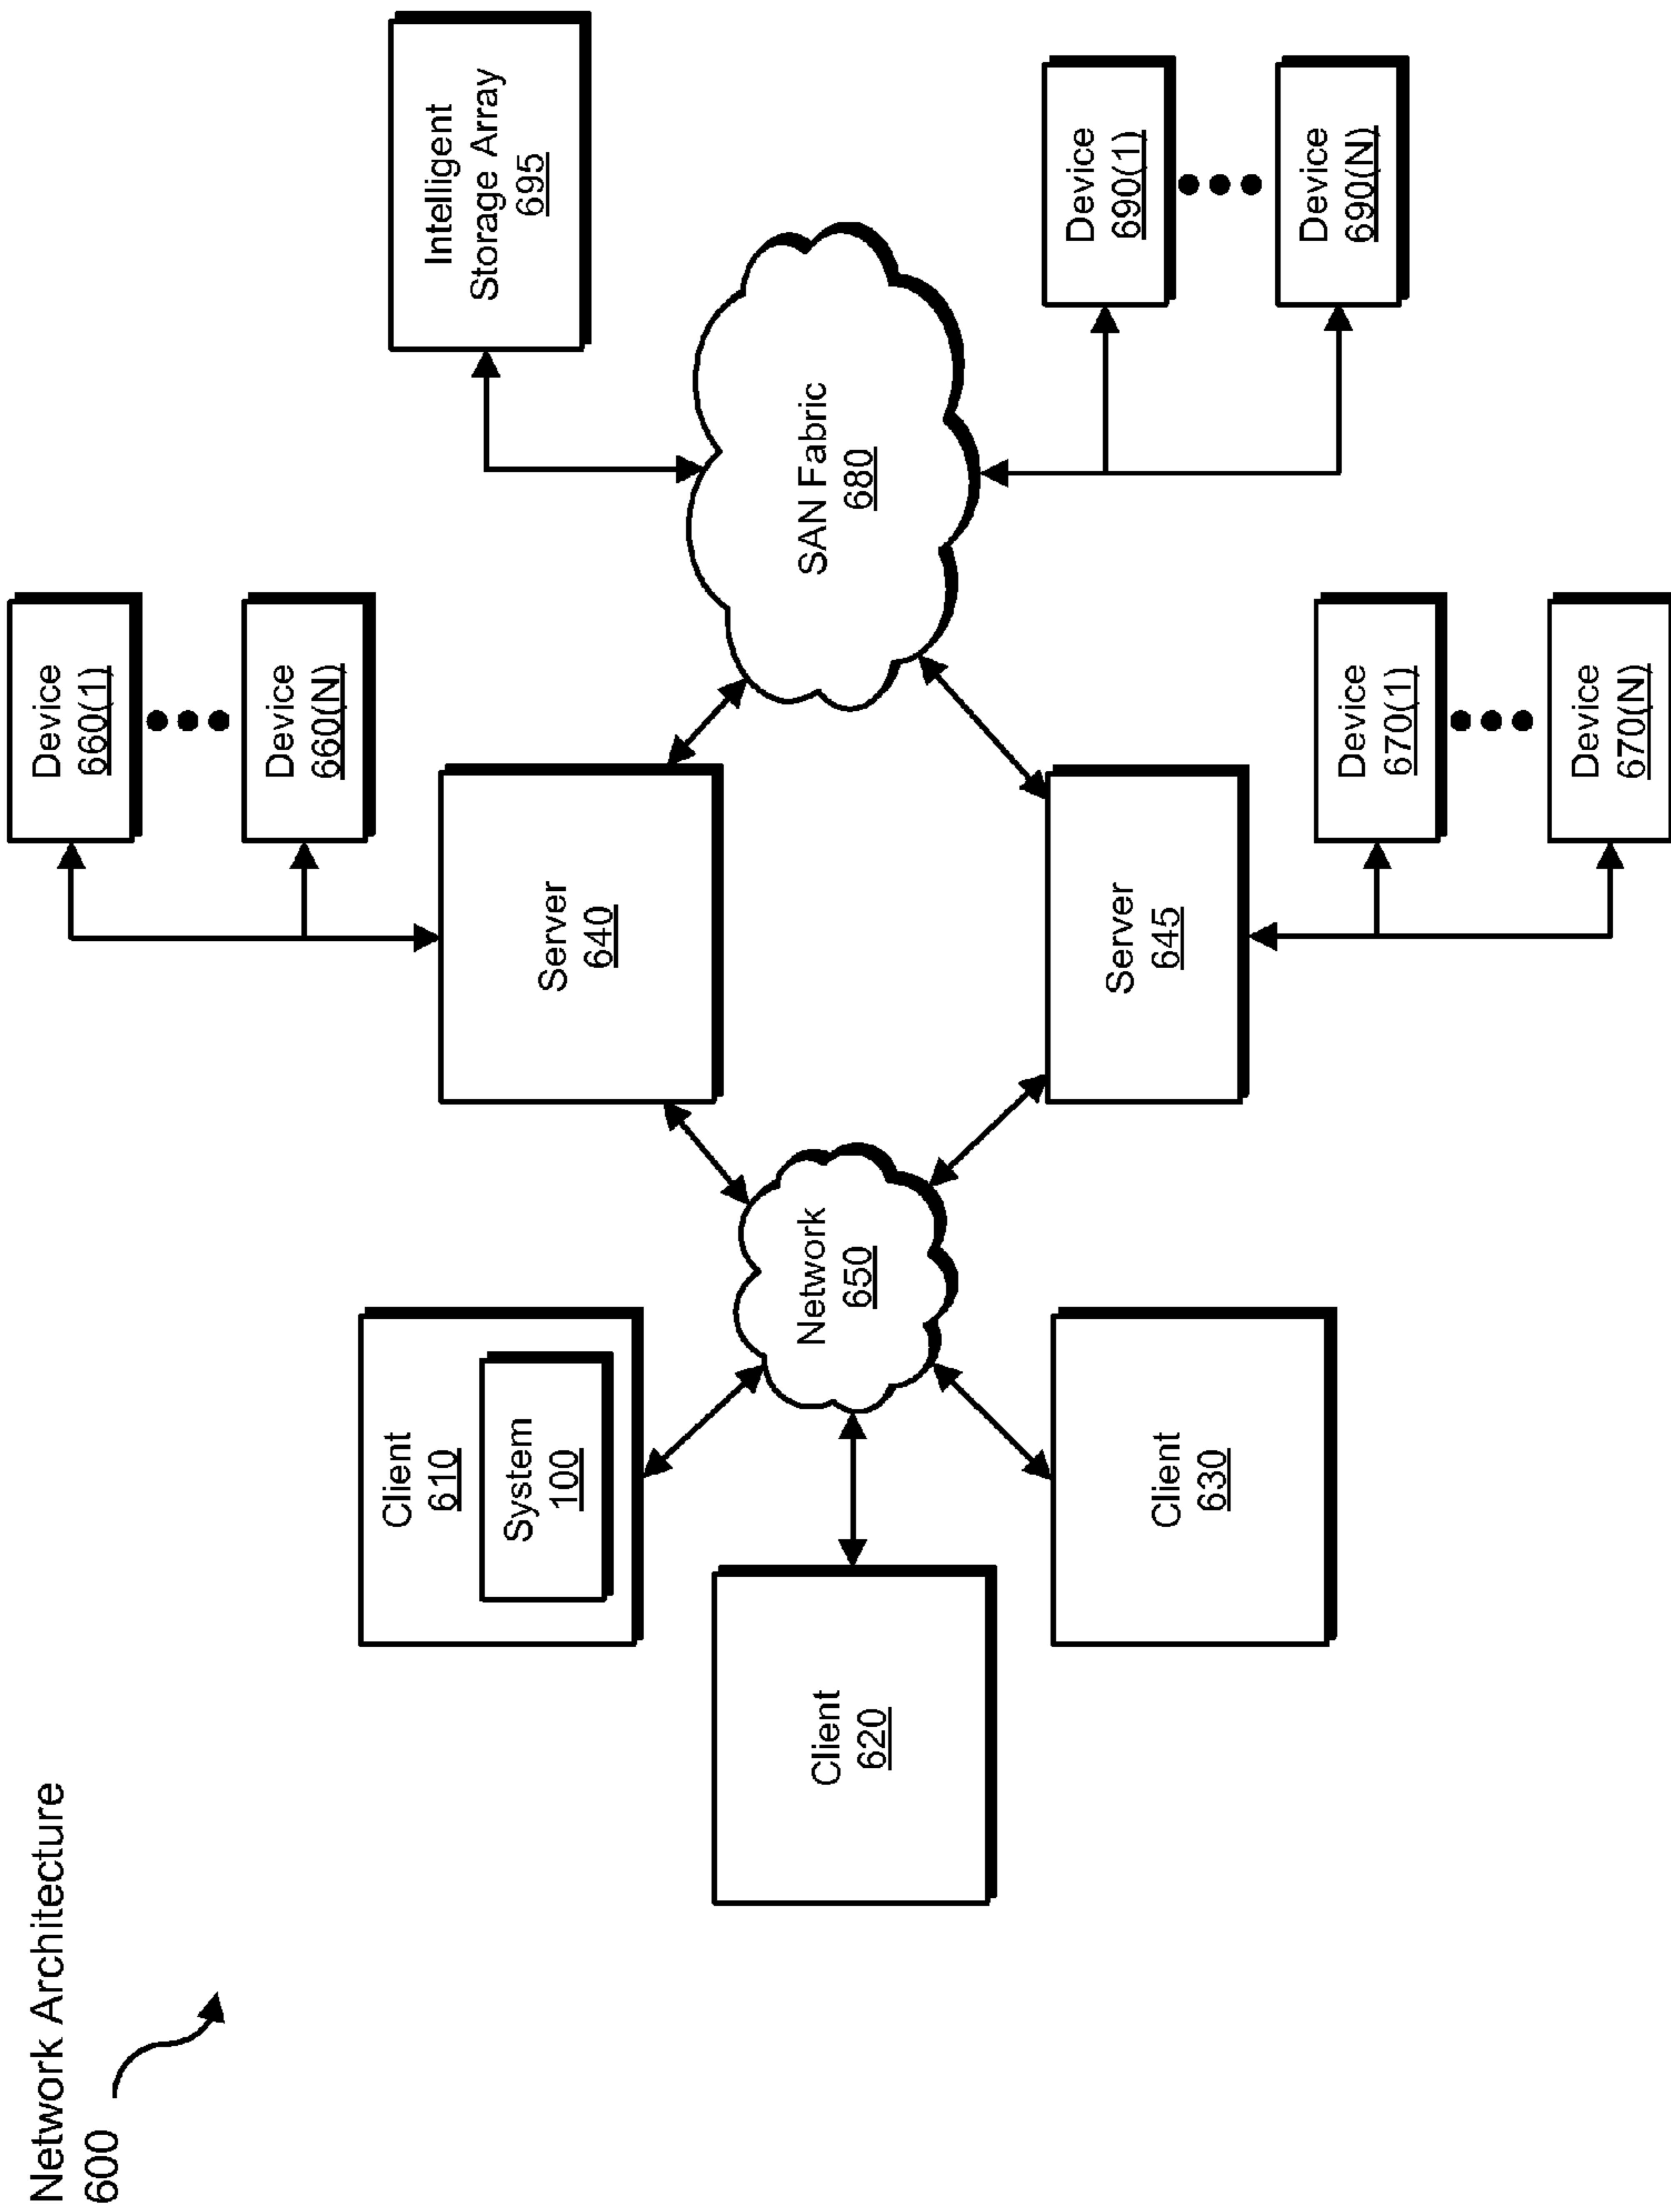 Network Architecture
600
Device
660(1)
Device
660(N)
Intelligent
Storage Array
695
Client
610
System
100
Server
640
Client
620
Network
650
SAN Fabric
680
Client
630
Server
645
Device
690(1)
Device
690(N)
Device
670(1)
Device
670(N)